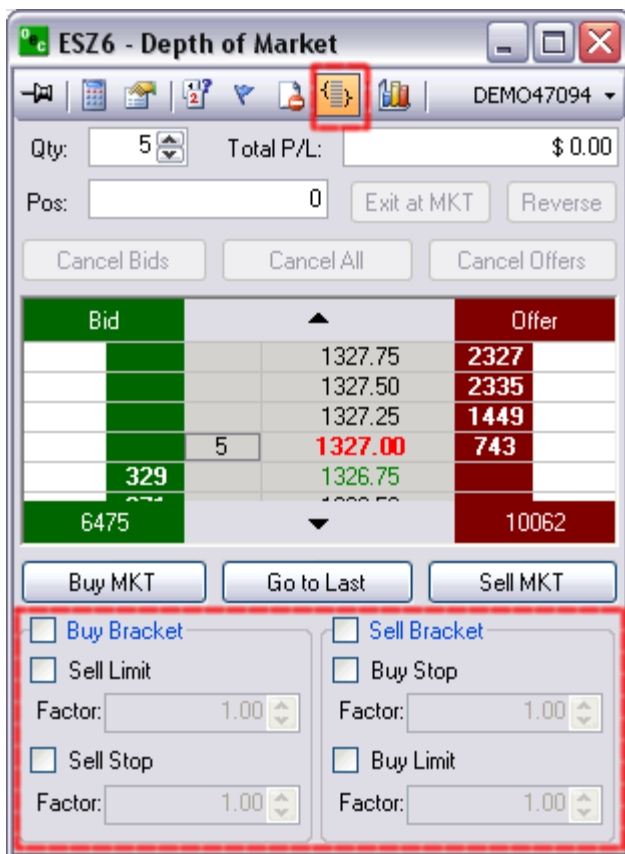 ESZ6 - Depth of Market
DEMO47094
Qty: 5 Total P/L: $ 0.00
Pos: 0 Exit at MKT Reverse
Cancel Bids Cancel All Cancel Offers
Bid Offer
1327.75 2327
1327.50 2335
1327.25 1449
5 1327.00 743
329 1326.75
6475 10062
Buy MKT Go to Last Sell MKT
Buy Bracket Sell Bracket
Sell Limit Buy Stop
Factor: 1.00 Factor: 1.00
Sell Stop Buy Limit
Factor: 1.00 Factor: 1.00